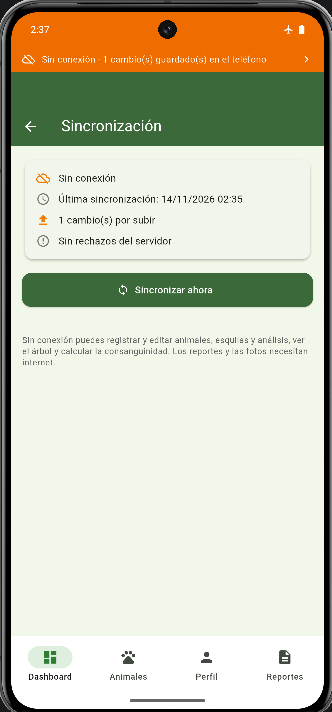 2:37
Sin conexión · 1 cambio(s) guardado(s) en el teléfono
Sincronización
Sin conexión
Última sincronización: 14/11/2026 02:35
1 cambio(s) por subir
Sin rechazos del servidor
Sincronizar ahora
Sin conexión puedes registrar y editar animales, esquilas y análisis, ver
el árbol y calcular la consanguinidad. Los reportes y las fotos necesitan
internet.
Dashboard
Animales
Perfil
Reportes